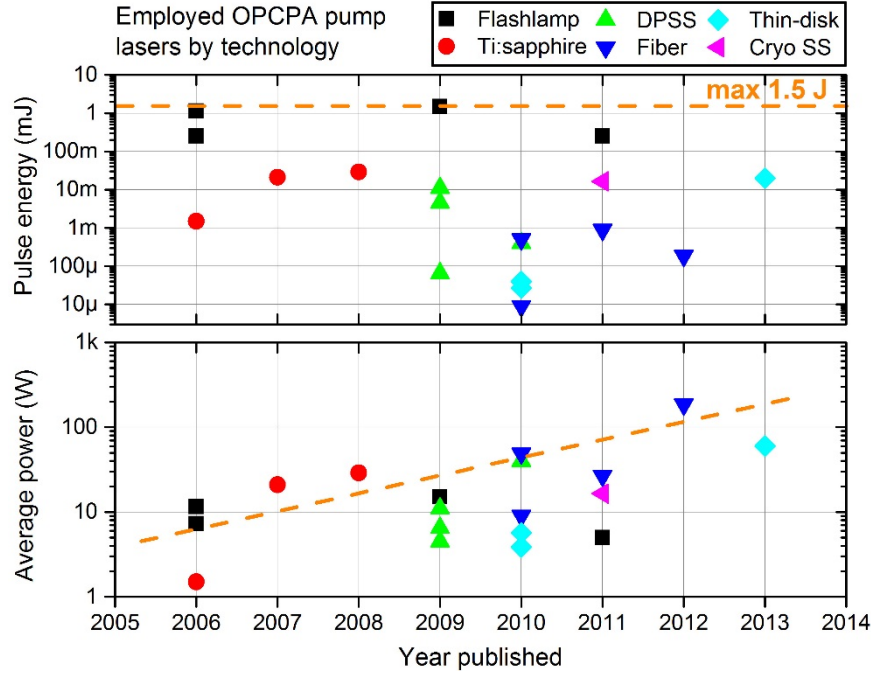 Employed OPCPA pump
lasers by technology
Flashlamp
DPSS
Thin-disk
Ti:sapphire
Fiber
Cryo SS
Pulse energy (mJ)
10
1
100m
10m
1m
100µ
10µ
max 1.5 J
Average power (W)
1k
100
10
1
2005 2006 2007 2008 2009 2010 2011 2012 2013 2014
Year published